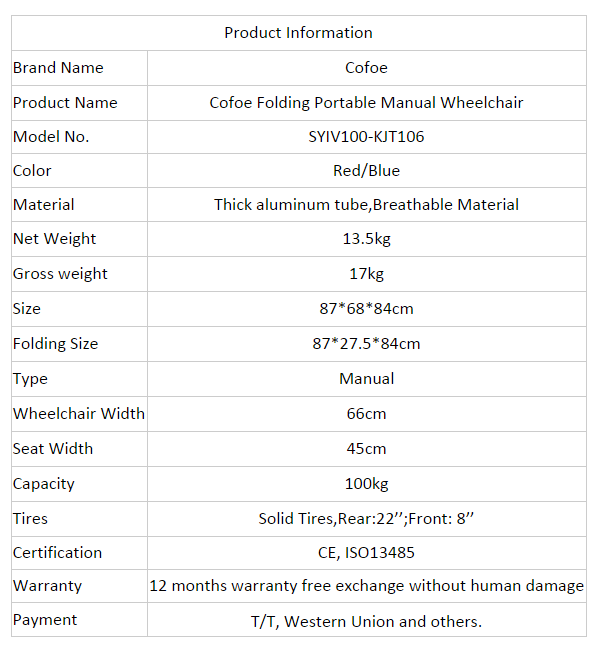 Product Information
Brand Name Cofoe
Product Name Cofoe Folding Portable Manual Wheelchair
Model No. SYIV100-KJT106
Color Red/Blue
Material Thick aluminum tube,Breathable Material
Net Weight 13.5kg
Gross weight 17kg
Size 87*68*84cm
Folding Size 87*27.5*84cm
Type Manual
Wheelchair Width 66cm
Seat Width 45cm
Capacity 100kg
Tires Solid Tires,Rear:22’’;Front: 8’’
Certification CE, ISO13485
Warranty 12 months warranty free exchange without human damage
Payment T/T, Western Union and others.